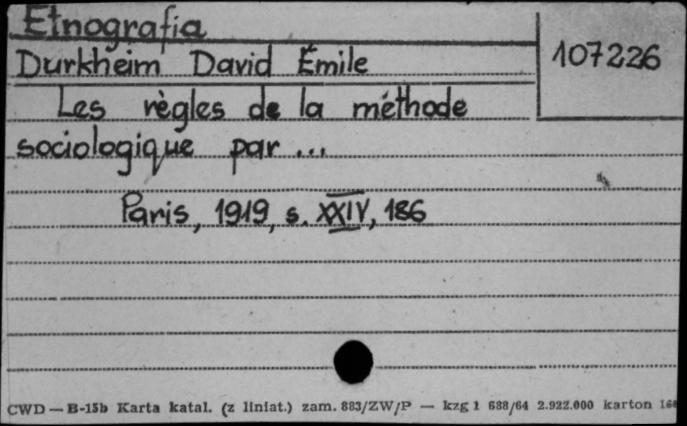 Etnografia
107226
Durkheim David Émile
Les règles de la méthode
sociologique par ...
Paris, 1919, s. XXIV, 186
CWD — B-15b Karta katal. (z liniat.) zam. 883/ZW/P — kzg 1 688/64 2.922.000 karton